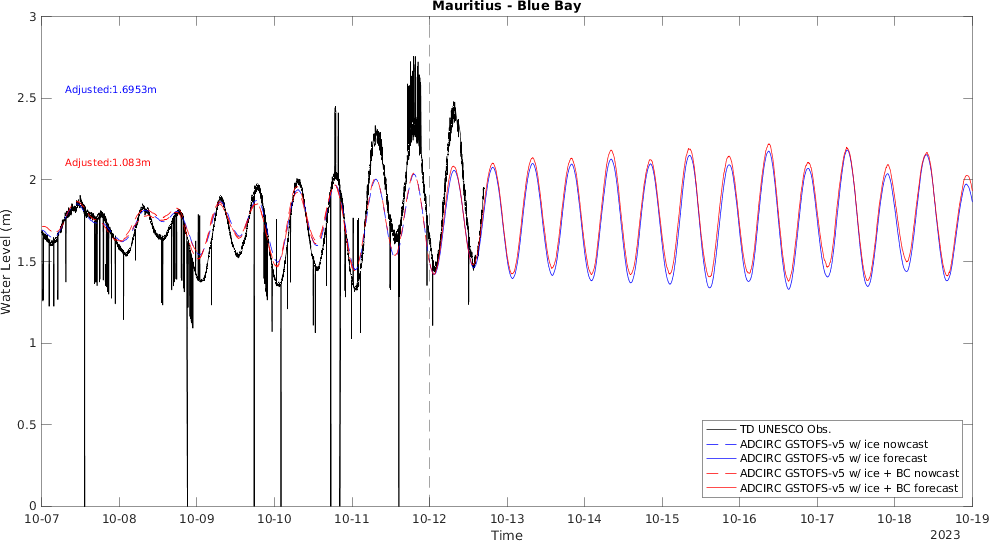 Mauritius - Blue Bay
Water Level (m)
3
2.5
2
1.5
1
0.5
0
Adjusted:1.6953m
Adjusted:1.083m
TD UNESCO Obs.
ADCIRC GSTOFS-v5 w/ ice nowcast
ADCIRC GSTOFS-v5 w/ ice forecast
ADCIRC GSTOFS-v5 w/ ice + BC nowcast
ADCIRC GSTOFS-v5 w/ ice + BC forecast
10-07 10-08 10-09 10-10 10-11 10-12 10-13 10-14 10-15 10-16 10-17 10-18 10-19
Time
2023